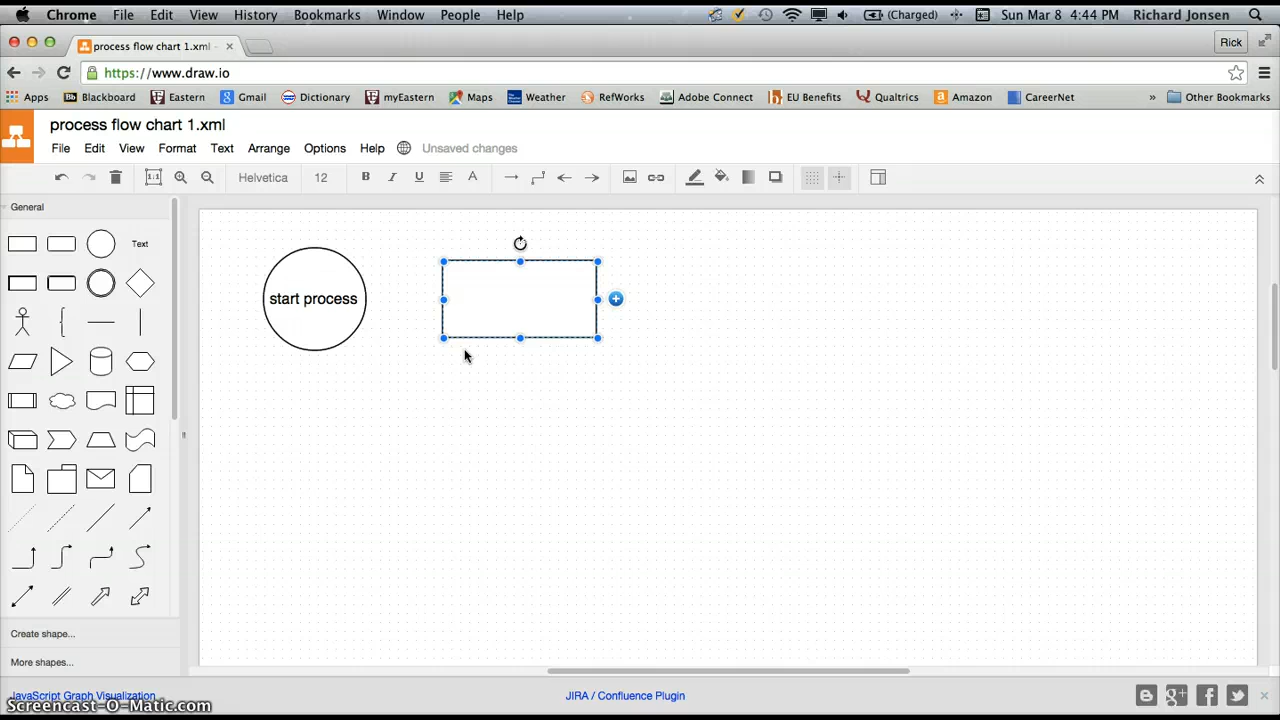 Chrome File Edit View History Bookmarks Window People Help (Charged) Sun Mar 8 4:44 PM Richard Jonsen
process flow chart 1.xml Rick
https://www.draw.io
Apps Bb Blackboard Eastern Gmail Dictionary myEastern Maps Weather RefWorks Adobe Connect EU Benefits Qualtrics Amazon CareerNet » Other Bookmarks
process flow chart 1.xml
File Edit View Format Text Arrange Options Help Unsaved changes
Helvetica 12 B I U A
General
Text
start process
Create shape...
More shapes...
JavaScript Graph Visualization JIRA / Confluence Plugin
Screencast-O-Matic.com